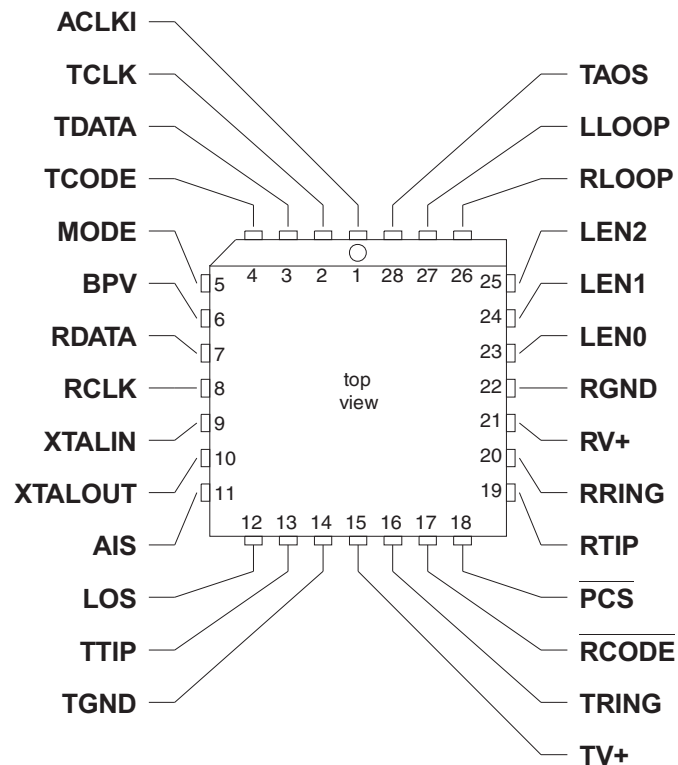 ACLKI
TCLK
TDATA
TCODE
MODE
BPV
RDATA
RCLK
XTALIN
XTALOUT
AIS
LOS
TTIP
TGND
TAOS
LLOOP
RLOOP
LEN2
LEN1
LEN0
RGND
RV+
RRING
RTIP
PCS
RCODE
TRING
TV+
4 3 2 1 28 27 26
5
6
7
8
9
10
11
25
24
23
22
21
20
19
top
view
12 13 14 15 16 17 18